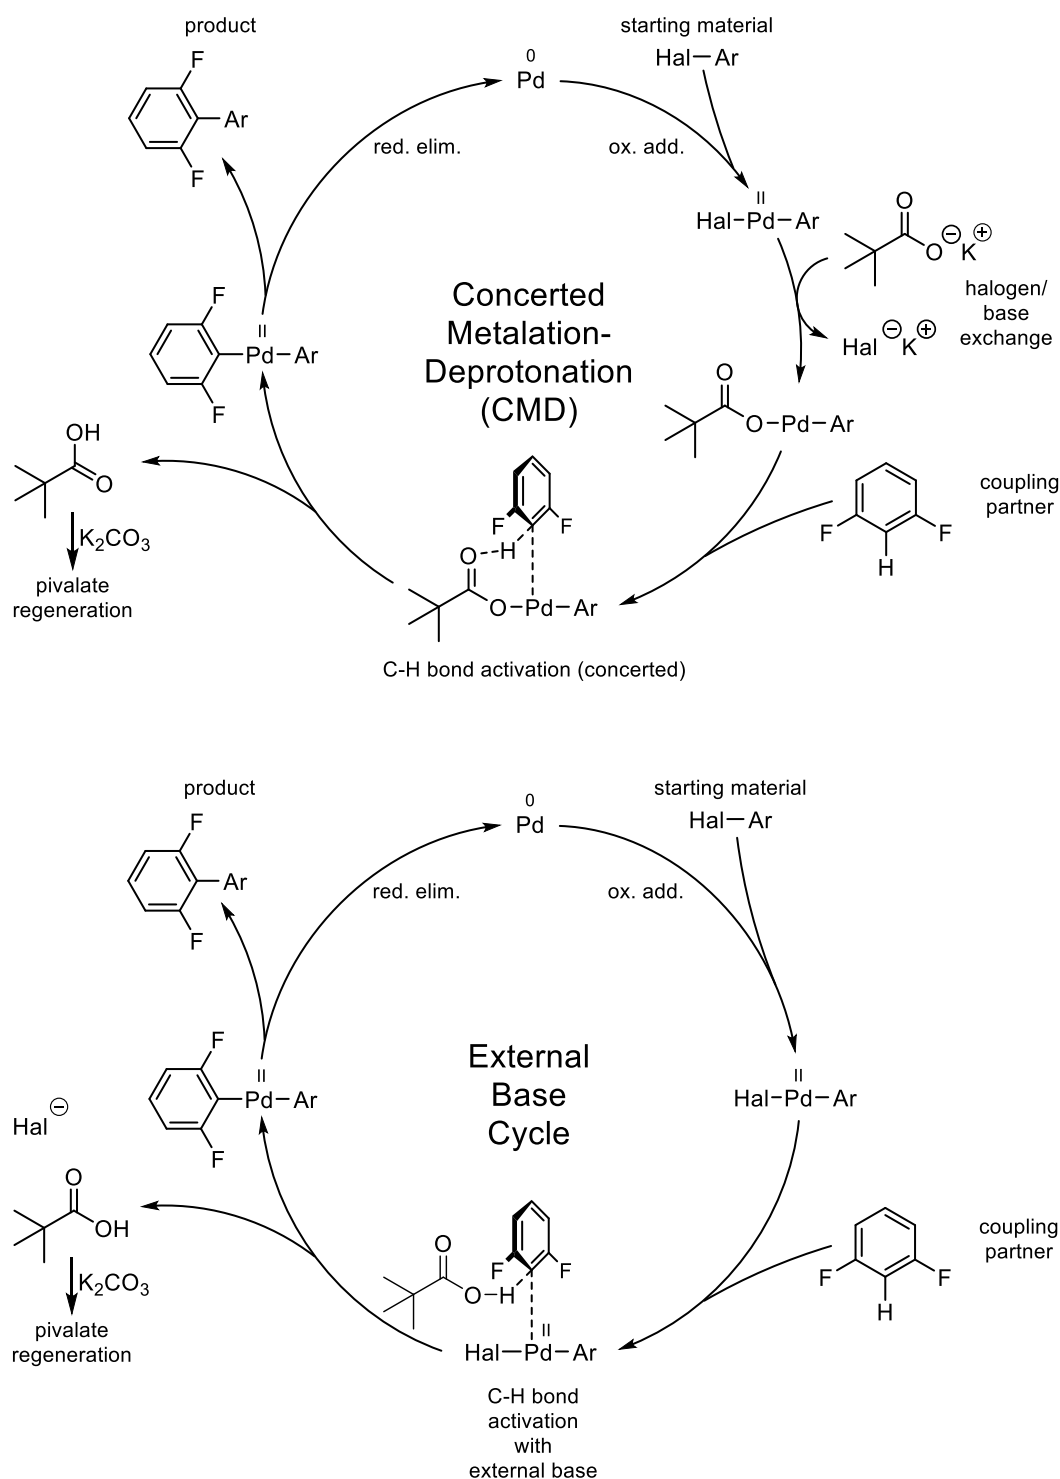 product
starting material
0
Pd
Hal–Ar
F
Ar
F
red. elim.
ox. add.
II
Hal–Pd–Ar
O
O⊖K⊕
halogen/
base
exchange
Hal⊖K⊕
Concerted
Metalation-
Deprotonation
(CMD)
F
II
Pd–Ar
F
O
O–Pd–Ar
OH
O
K2CO3
pivalate
regeneration
coupling
partner
F
F
H
F
F
O
H
O–Pd–Ar
C-H bond activation (concerted)
product
starting material
0
Pd
Hal–Ar
F
Ar
F
red. elim.
ox. add.
External
Base
Cycle
F
II
Pd–Ar
F
II
Hal–Pd–Ar
Hal⊖
O
OH
K2CO3
pivalate
regeneration
coupling
partner
F
F
H
O
F
F
O–H
II
Hal–Pd–Ar
C-H bond
activation
with
external base